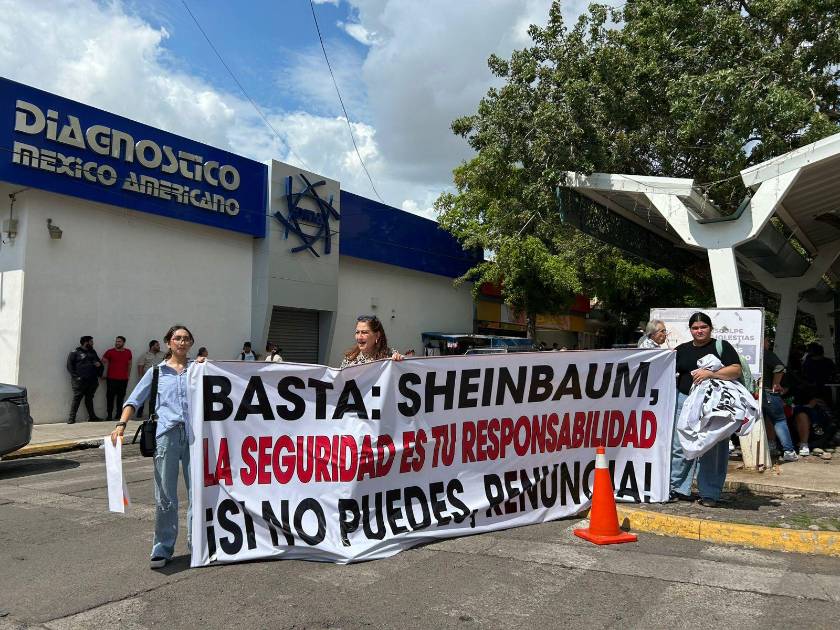 DIAGNOSTICO
MEXICO AMERICANO
BASTA: SHEINBAUM,
LA SEGURIDAD ES TU RESPONSABILIDAD
¡SI NO PUEDES, RENUNCIA!